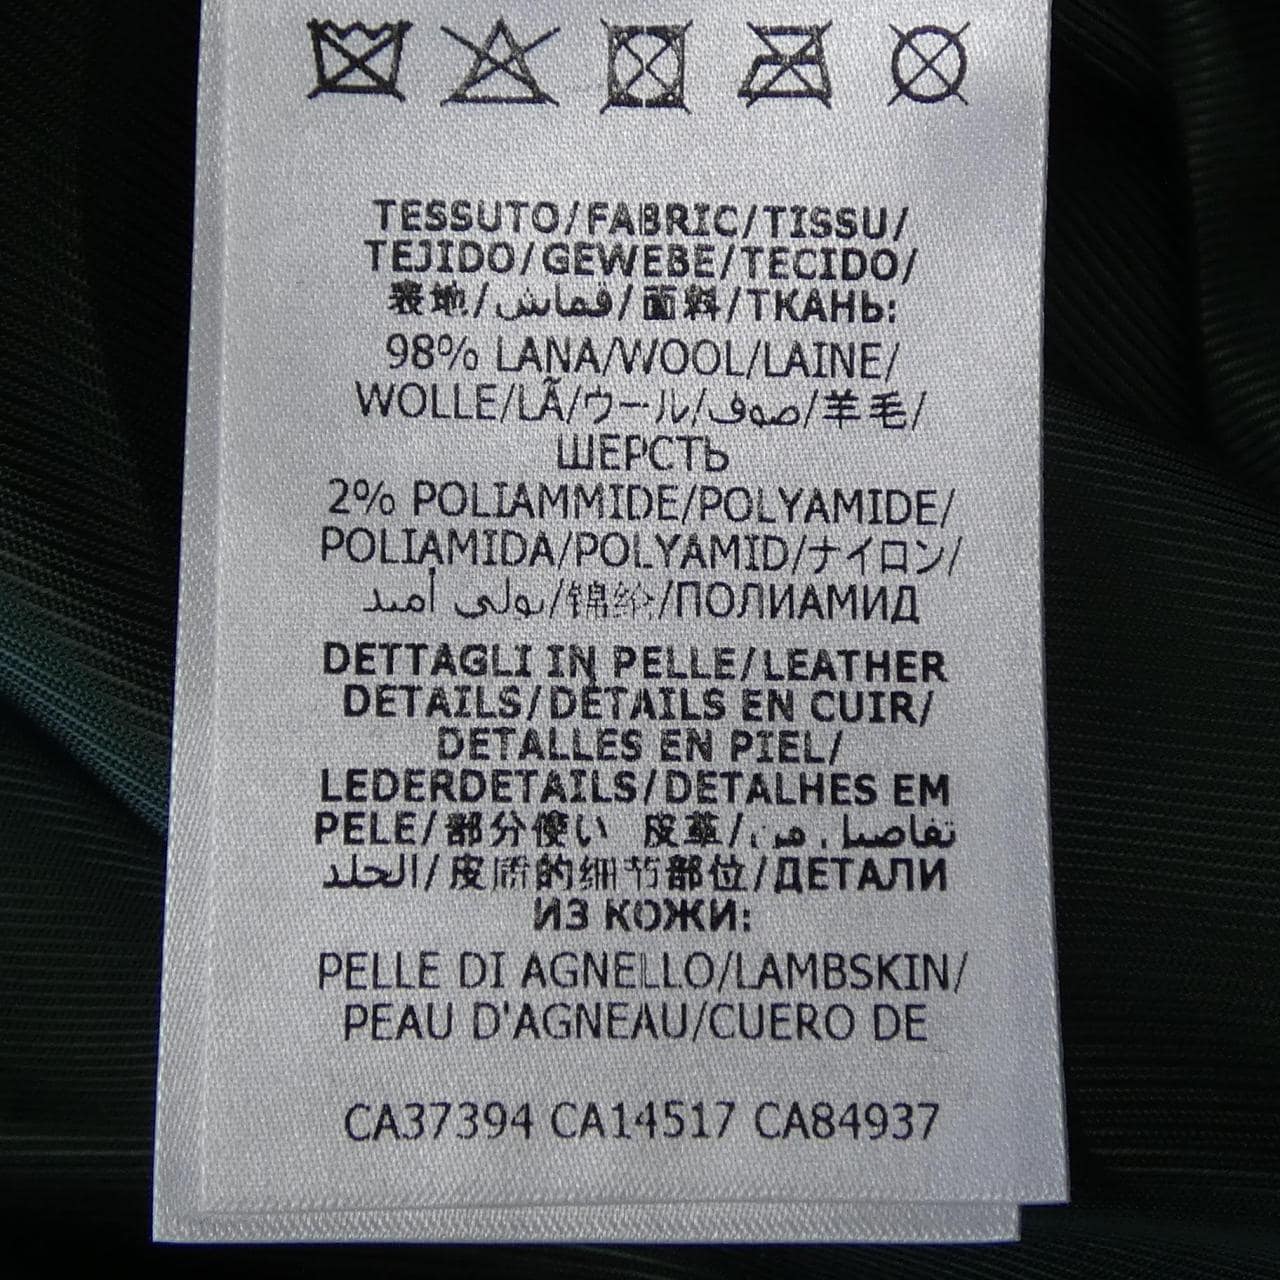 TESSUTO/FABRIC/TISSU/
TEJIDO/GEWEBE/TECIDO/
表地/قماش/面料/ТКАНЬ:
98% LANA/WOOL/LAINE/
WOLLE/LÃ/ウール/صوف/羊毛/
ШЕРСТЬ
2% POLIAMMIDE/POLYAMIDE/
POLIAMIDA/POLYAMID/ナイロン/
بولي أميد/锦纶/ПОЛИАМИД
DETTAGLI IN PELLE/LEATHER
DETAILS/DÉTAILS EN CUIR/
DETALLES EN PIEL/
LEDERDETAILS/DETALHES EM
PELE/部分使い 皮革/تفاصيل من
الجلد/皮质的细节部位/ДЕТАЛИ
ИЗ КОЖИ:
PELLE DI AGNELLO/LAMBSKIN/
PEAU D'AGNEAU/CUERO DE
CA37394 CA14517 CA84937